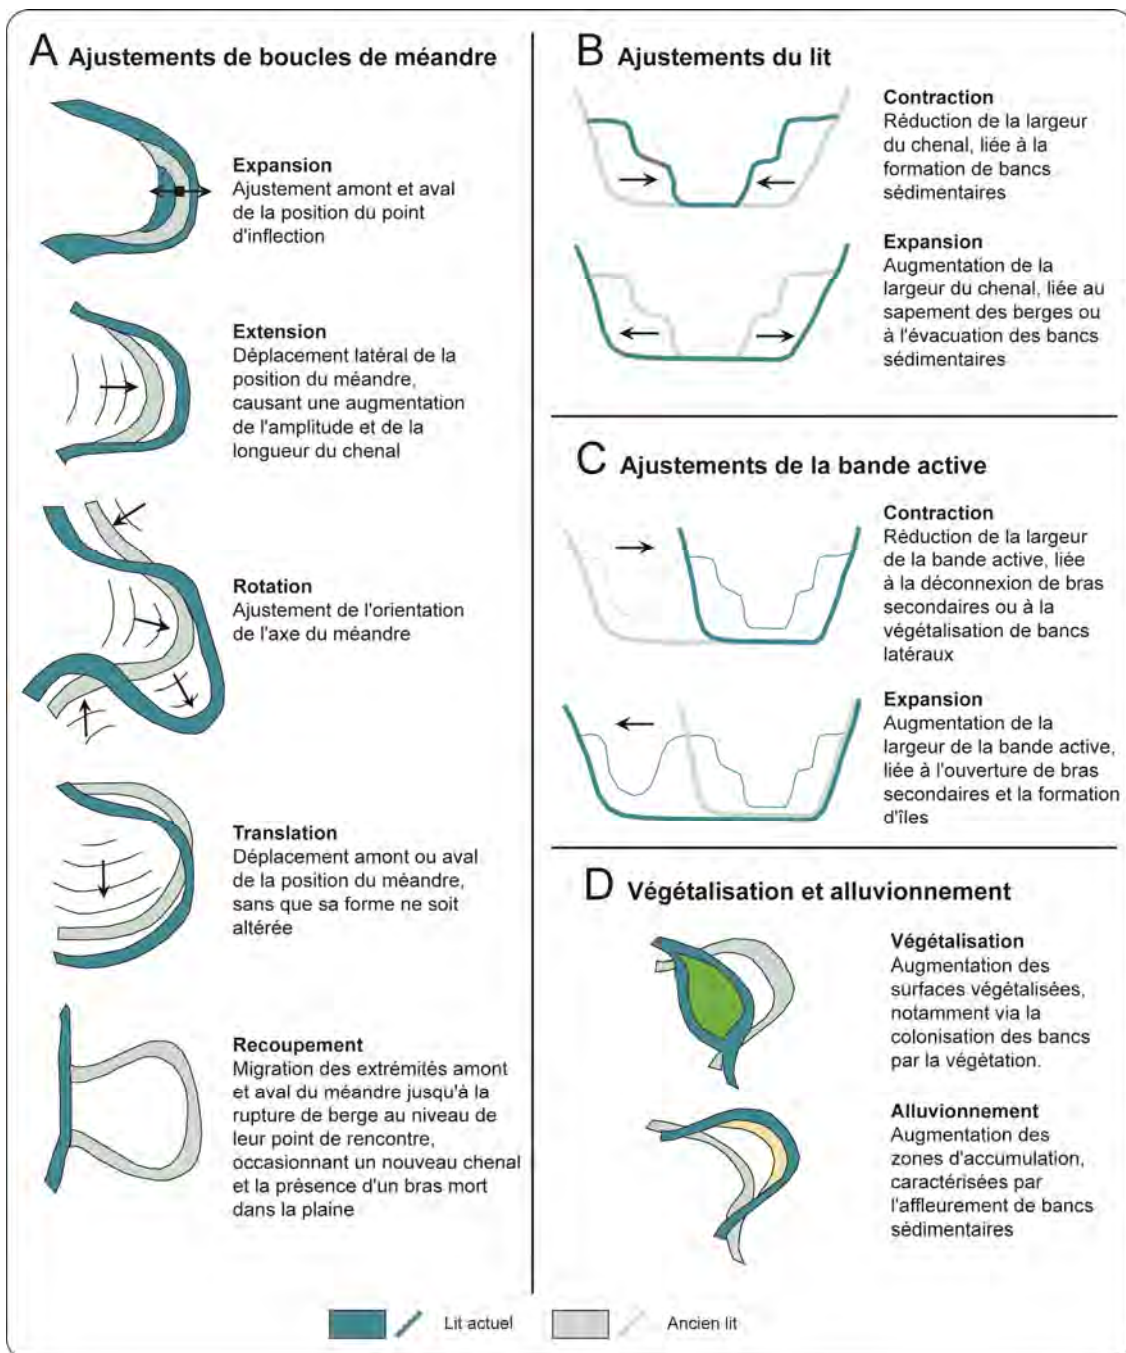 A Ajustements de boucles de méandre
Expansion
Ajustement amont et aval
de la position du point
d'inflection
Extension
Déplacement latéral de la
position du méandre,
causant une augmentation
de l'amplitude et de la
longueur du chenal
Rotation
Ajustement de l'orientation
de l'axe du méandre
Translation
Déplacement amont ou aval
de la position du méandre,
sans que sa forme ne soit
altérée
Recoupement
Migration des extrémités amont
et aval du méandre jusqu'à la
rupture de berge au niveau de
leur point de rencontre,
occasionnant un nouveau chenal
et la présence d'un bras mort
dans la plaine
B Ajustements du lit
Contraction
Réduction de la largeur
du chenal, liée à la
formation de bancs
sédimentaires
Expansion
Augmentation de la
largeur du chenal, liée au
sapement des berges ou
à l'évacuation des bancs
sédimentaires
C Ajustements de la bande active
Contraction
Réduction de la largeur
de la bande active, liée
à la déconnexion de bras
secondaires ou à la
végétalisation de bancs
latéraux
Expansion
Augmentation de la
largeur de la bande active,
liée à l'ouverture de bras
secondaires et la formation
d'îles
D Végétalisation et alluvionnement
Végétalisation
Augmentation des
surfaces végétalisées,
notamment via la
colonisation des bancs
par la végétation.
Alluvionnement
Augmentation des
zones d'accumulation,
caractérisées par
l'affleurement de bancs
sédimentaires
Lit actuel
Ancien lit